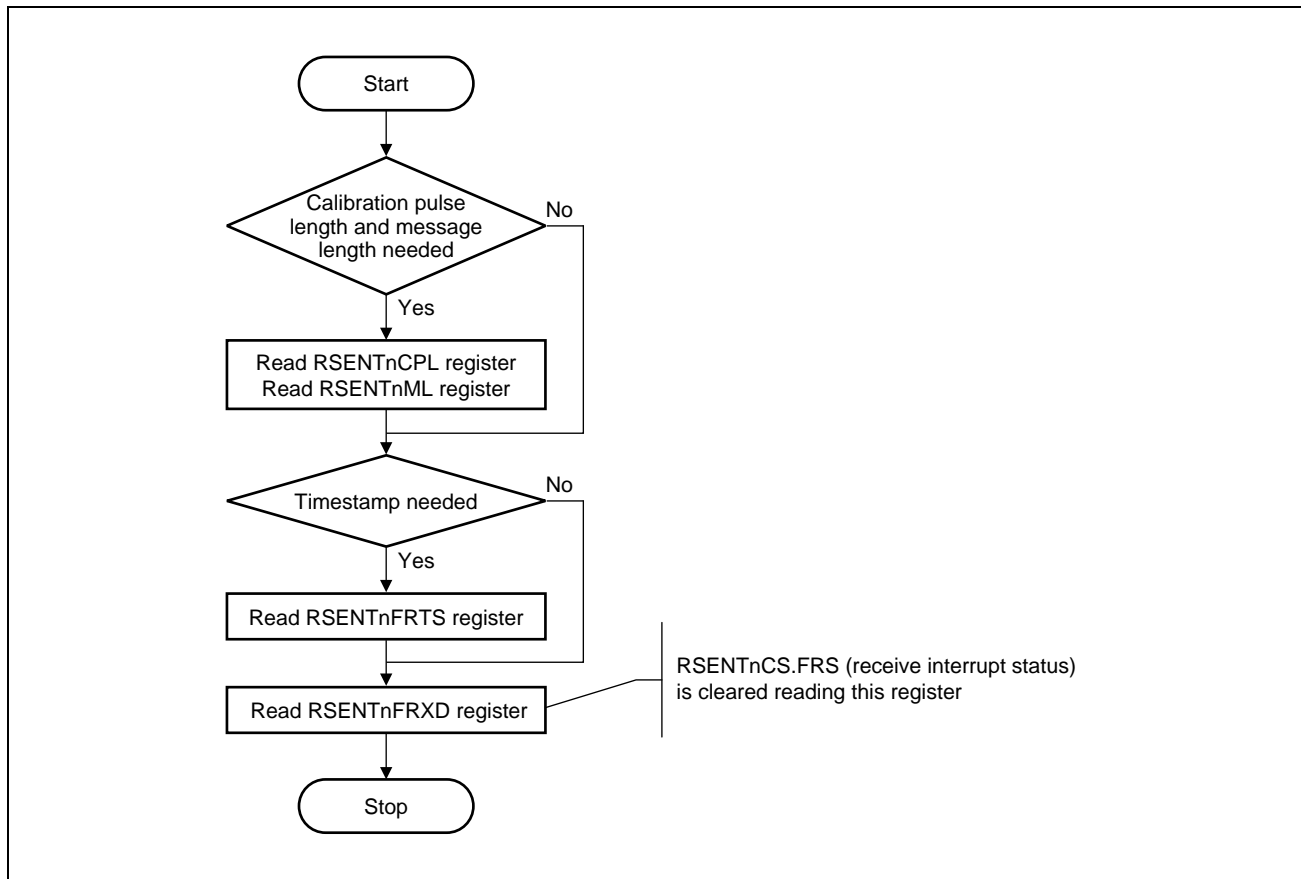 Start
Calibration pulse
length and message
length needed
No
Yes
Read RSENTnCPL register
Read RSENTnML register
Timestamp needed
No
Yes
Read RSENTnFRTS register
RSENTnCS.FRS (receive interrupt status)
is cleared reading this register
Read RSENTnFRXD register
Stop